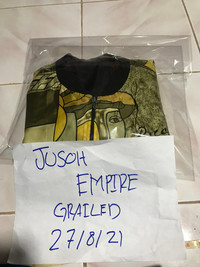 JUSOH
EMPIRE
GRAILED
27/8/21